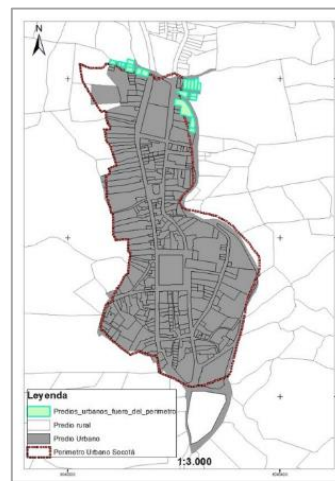 N
Leyenda
Predios_urbanos_fuera_del_perimetro
Predio rural
Predio Urbano
Perimetro Urbano Socotá
1:3.000